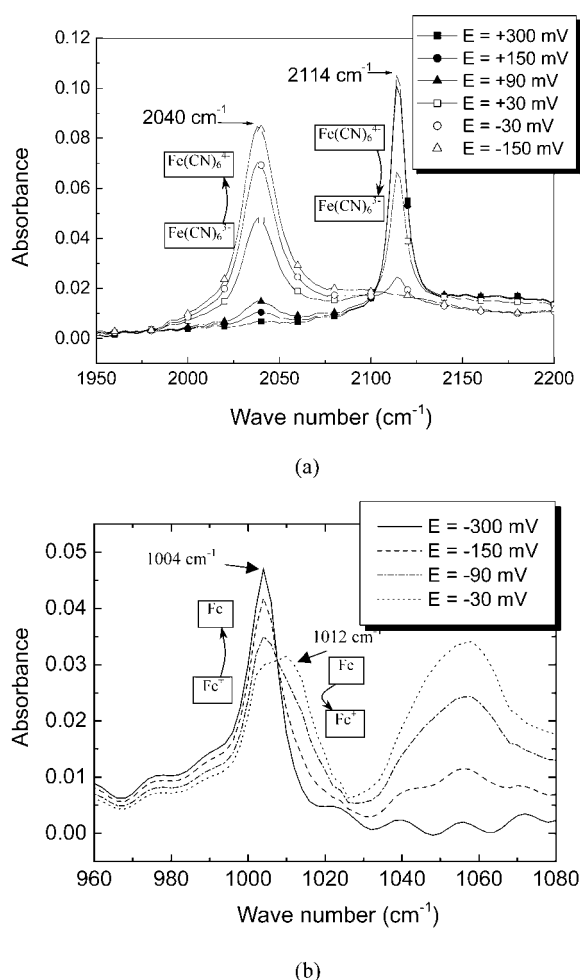 E = +300 mV
E = +150 mV
E = +90 mV
E = +30 mV
E = -30 mV
E = -150 mV
0.12
0.10
0.08
0.06
0.04
0.02
0.00
Absorbance
2040 cm-1
2114 cm-1
Fe(CN)6 4-
Fe(CN)6 3-
Fe(CN)6 4-
Fe(CN)6 3-
1950 2000 2050 2100 2150 2200
Wave number (cm-1)
(a)
E = -300 mV
E = -150 mV
E = -90 mV
E = -30 mV
0.05
0.04
0.03
0.02
0.01
0.00
Absorbance
1004 cm-1
1012 cm-1
Fc
Fc+
Fc
Fc+
960 980 1000 1020 1040 1060 1080
Wave number (cm-1)
(b)